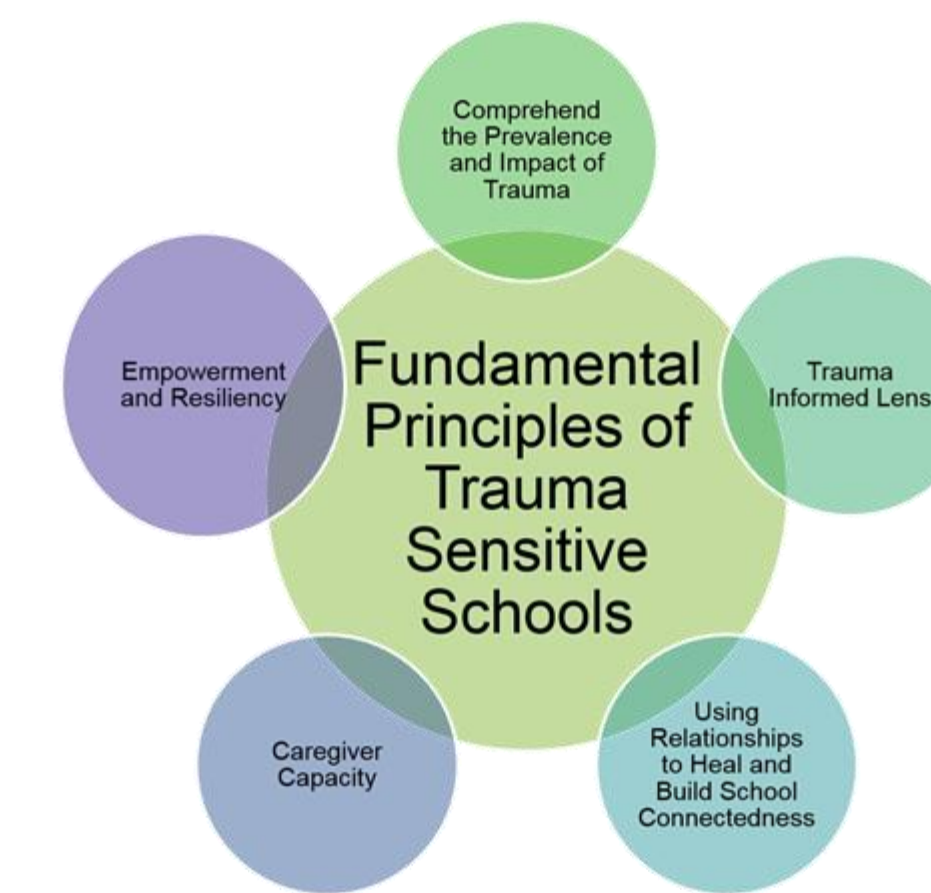 Comprehend
the Prevalence
and Impact of
Trauma
Empowerment
and Resiliency
Fundamental
Principles of
Trauma
Sensitive
Schools
Trauma
Informed Lens
Caregiver
Capacity
Using
Relationships
to Heal and
Build School
Connectedness